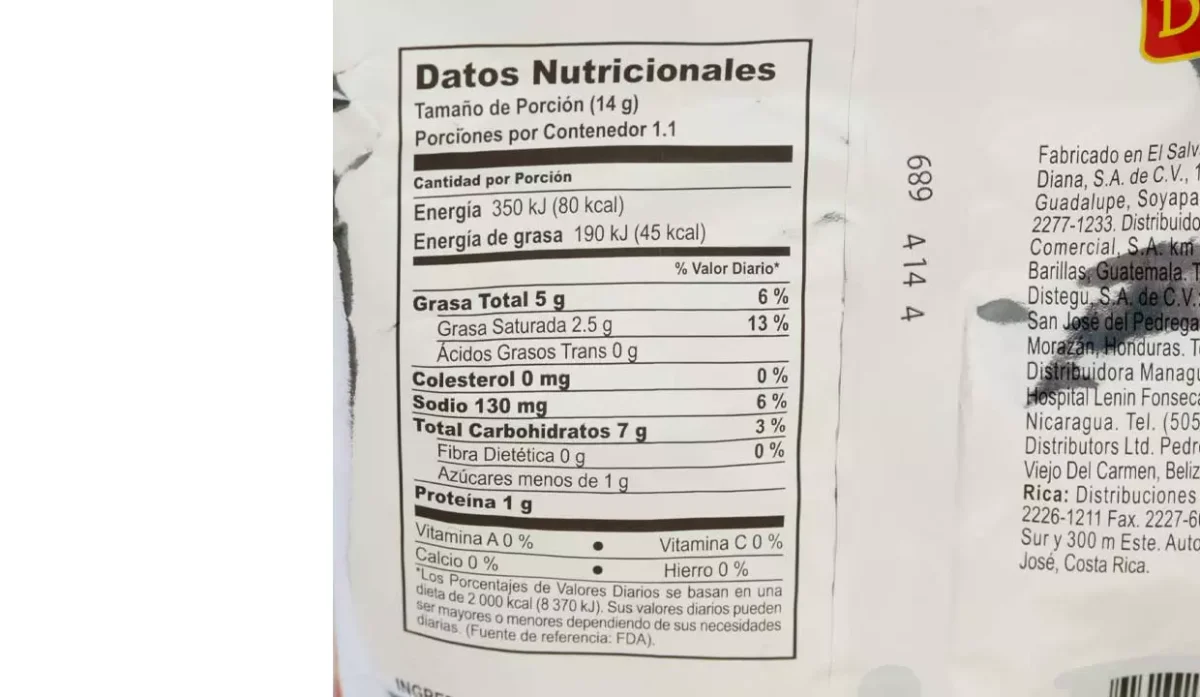 Datos Nutricionales
Tamaño de Porción (14 g)
Porciones por Contenedor 1.1
Cantidad por Porción
Energía 350 kJ (80 kcal)
Energía de grasa 190 kJ (45 kcal)
% Valor Diario*
Grasa Total 5 g 6 %
Grasa Saturada 2.5 g 13 %
Ácidos Grasos Trans 0 g
Colesterol 0 mg 0 %
Sodio 130 mg 6 %
Total Carbohidratos 7 g 3 %
Fibra Dietética 0 g 0 %
Azúcares menos de 1 g
Proteína 1 g
Vitamina A 0 % • Vitamina C 0 %
Calcio 0 % • Hierro 0 %
*Los Porcentajes de Valores Diarios se basan en una
dieta de 2 000 kcal (8 370 kJ). Sus valores diarios pueden
ser mayores o menores dependiendo de sus necesidades
diarias. (Fuente de referencia: FDA).
689 414 4
Fabricado en El Salv
Diana, S.A. de C.V., 1
Guadalupe, Soyapa
2277-1233. Distribuido
Comercial, S.A. km
Barillas, Guatemala. T
Distegu, S.A. de C.V.
San José del Pedrega
Morazán, Honduras. T
Distribuidora Managu
Hospital Lenin Fonseca
Nicaragua. Tel. (505
Distributors Ltd. Pedr
Viejo Del Carmen, Beliz
Rica: Distribuciones
2226-1211 Fax. 2227-6
Sur y 300 m Este. Auto
José, Costa Rica.